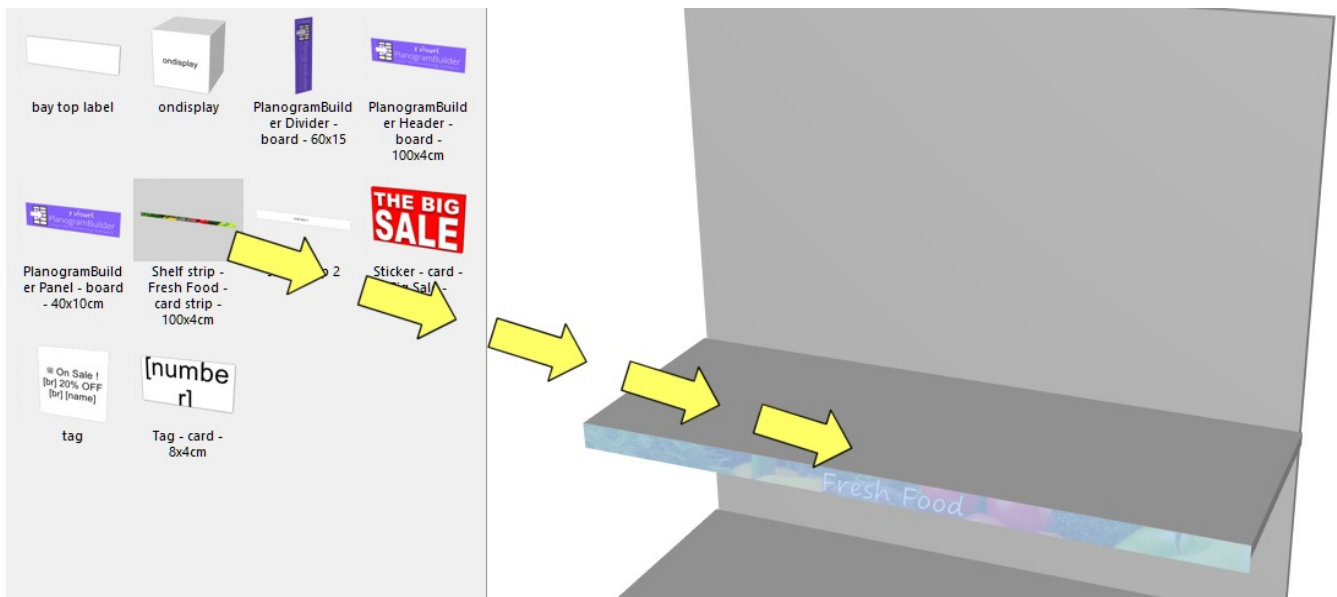 bay top label
ondisplay
ondisplay
PlanogramBuild
er Divider -
board - 60x15
z visuel
PlanogramBuilder
PlanogramBuild
er Header -
board -
100x4cm
PlanogramBuilder
PlanogramBuild
er Panel - board
- 40x10cm
Shelf strip -
Fresh Food -
card strip -
100x4cm
2
THE BIG
SALE
Sticker - card -
On Sale !
[br] 20% OFF
[br] [name]
tag
[numbe
r]
Tag - card -
8x4cm
Fresh Food